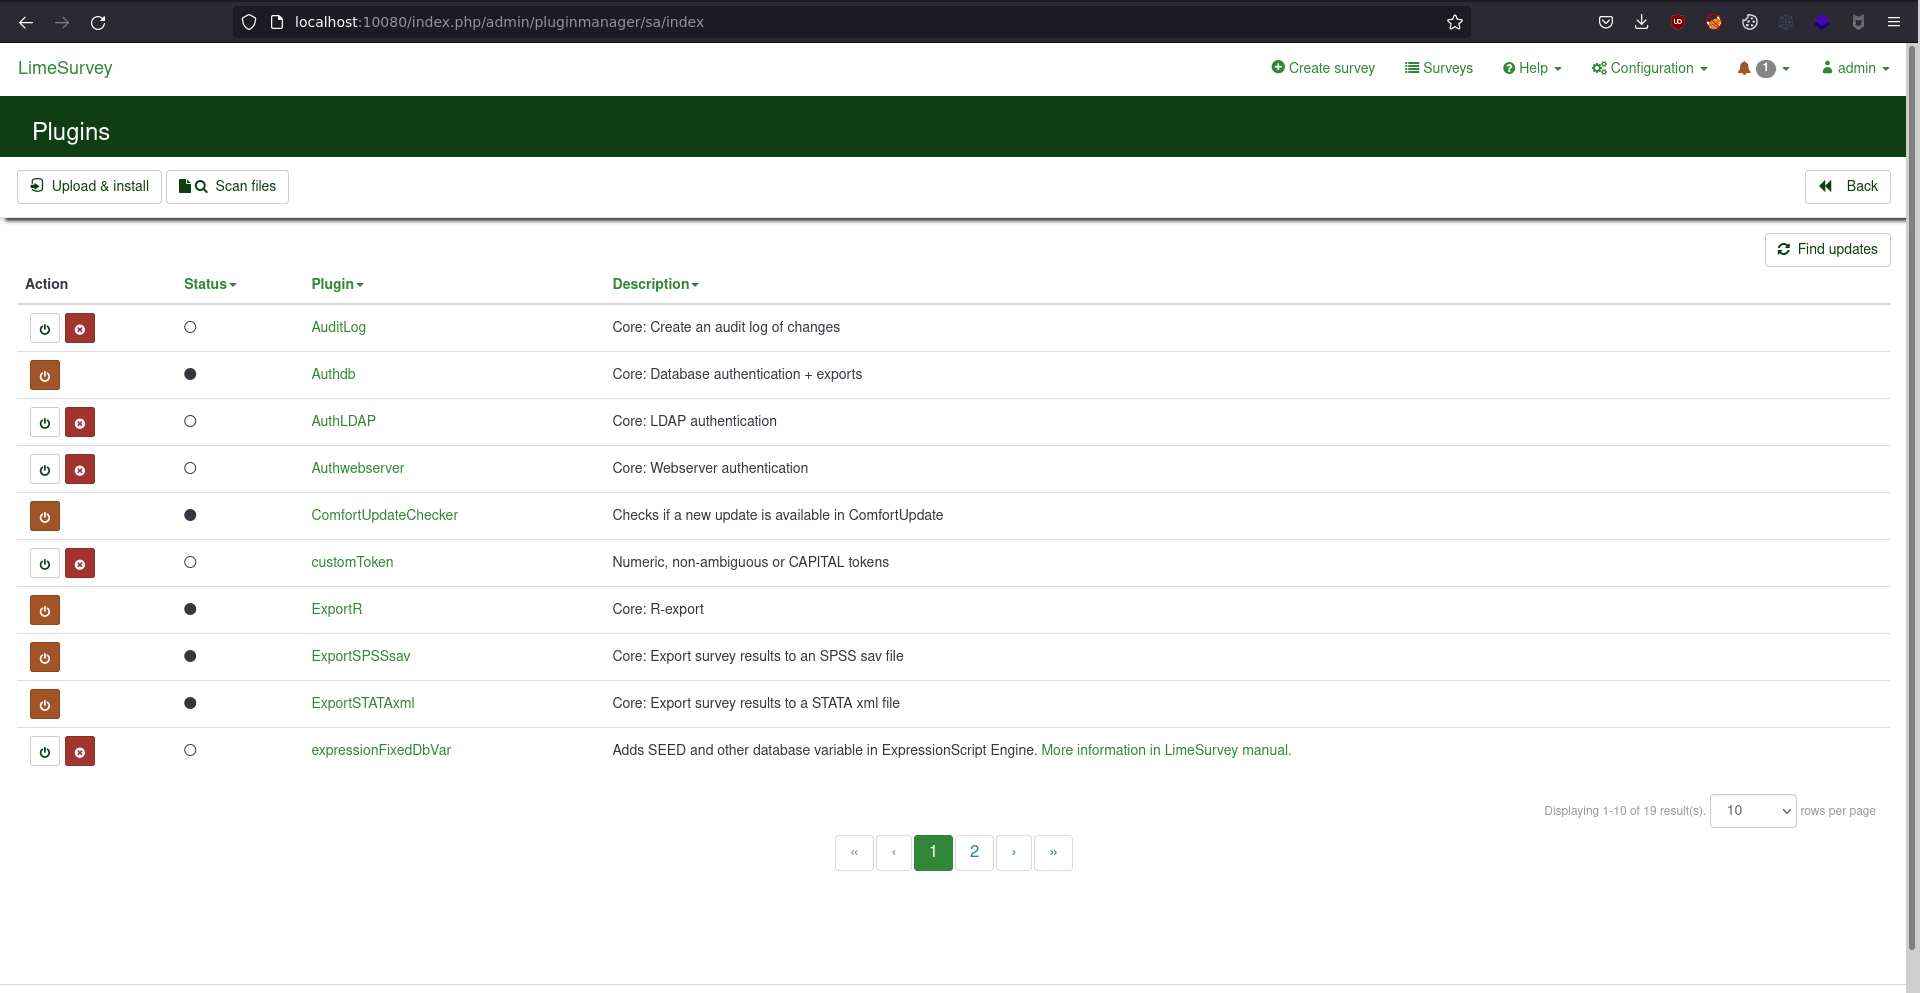 localhost:10080/index.php/admin/pluginmanager/sa/index
LimeSurvey
Create survey
Surveys
Help
Configuration
1
admin
Plugins
Upload & install
Scan files
Back
Find updates
Action Status Plugin Description
AuditLog Core: Create an audit log of changes
Authdb Core: Database authentication + exports
AuthLDAP Core: LDAP authentication
Authwebserver Core: Webserver authentication
ComfortUpdateChecker Checks if a new update is available in ComfortUpdate
customToken Numeric, non-ambiguous or CAPITAL tokens
ExportR Core: R-export
ExportSPSSsav Core: Export survey results to an SPSS sav file
ExportSTATAxml Core: Export survey results to a STATA xml file
expressionFixedDbVar Adds SEED and other database variable in ExpressionScript Engine. More information in LimeSurvey manual.
Displaying 1-10 of 19 result(s). 10 rows per page
« ‹ 1 2 › »